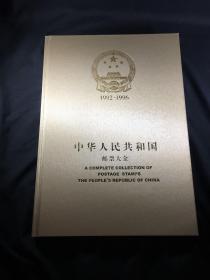 1992-1996
中华人民共和国
邮票大全
A COMPLETE COLLECTION OF
POSTAGE STAMPS
THE PEOPLE'S REPUBLIC OF CHINA